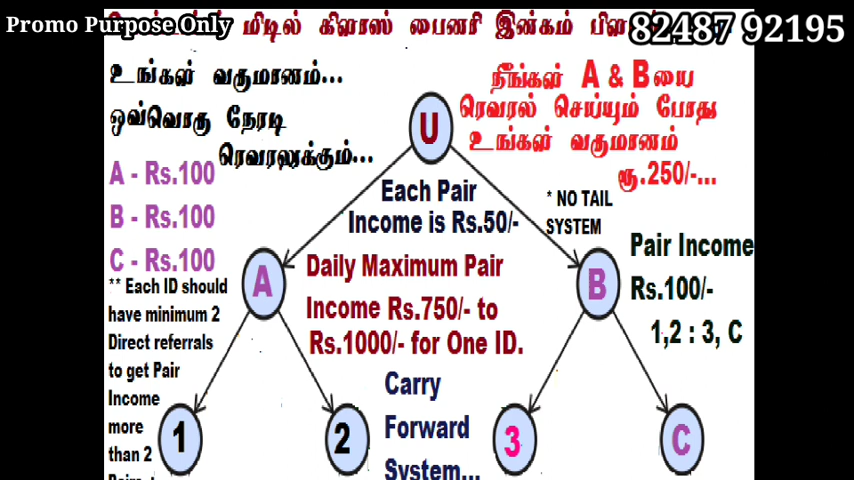 Promo Purpose Only
மிடில் கிளாஸ் பைனரி இன்கம்
82487 92195
உங்கள் வருமானம்...
ஒவ்வொரு நேரடி
ரெவரலுக்கும்...
A - Rs.100
B - Rs.100
C - Rs.100
** Each ID should
have minimum 2
Direct referrals
to get Pair
Income
more
than 2
நீங்கள் A & B யை
ரெவரல் செய்யும் போது
உங்கள் வருமானம்
ரூ.250/-...
U
Each Pair
Income is Rs.50/-
* NO TAIL
SYSTEM
A
B
Daily Maximum Pair
Income Rs.750/- to
Rs.1000/- for One ID.
Pair Income
Rs.100/-
1,2 : 3, C
Carry
Forward
System...
1
2
3
C